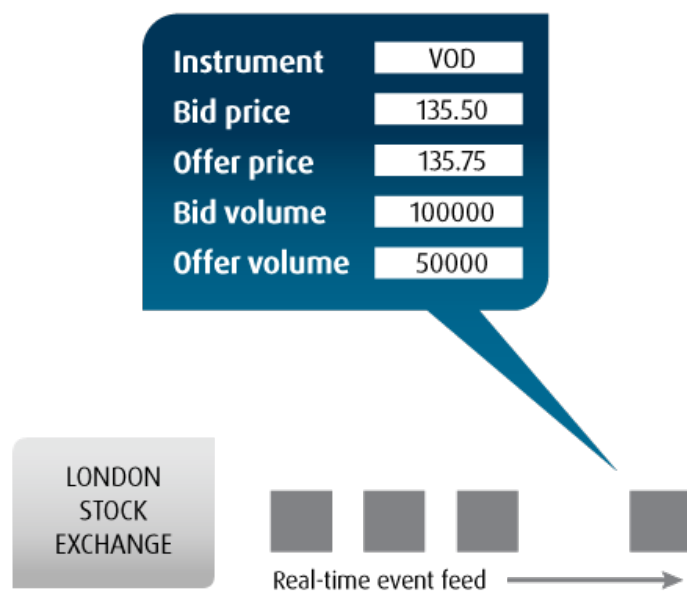 Instrument VOD
Bid price 135.50
Offer price 135.75
Bid volume 100000
Offer volume 50000
LONDON
STOCK
EXCHANGE
Real-time event feed